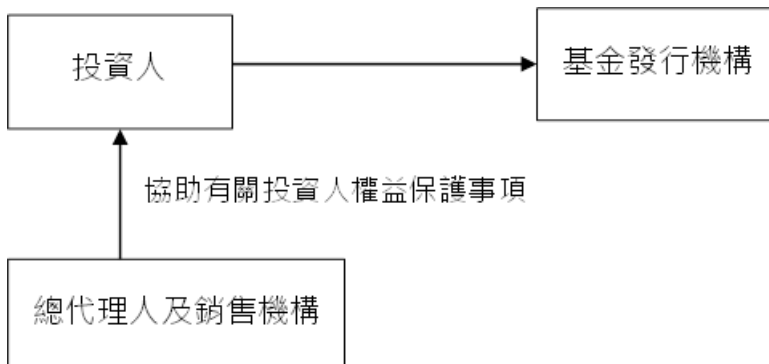 投資人
基金發行機構
協助有關投資人權益保護事項
總代理人及銷售機構